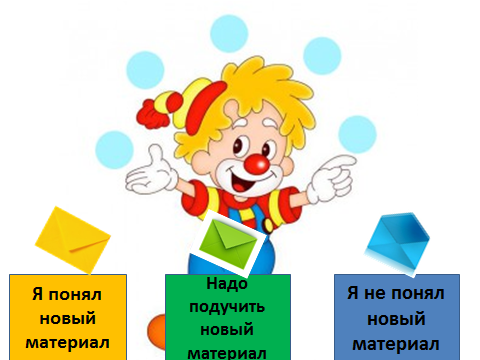 Я понял
новый
материал
Надо
подучить
новый
материал
Я не понял
новый
материал